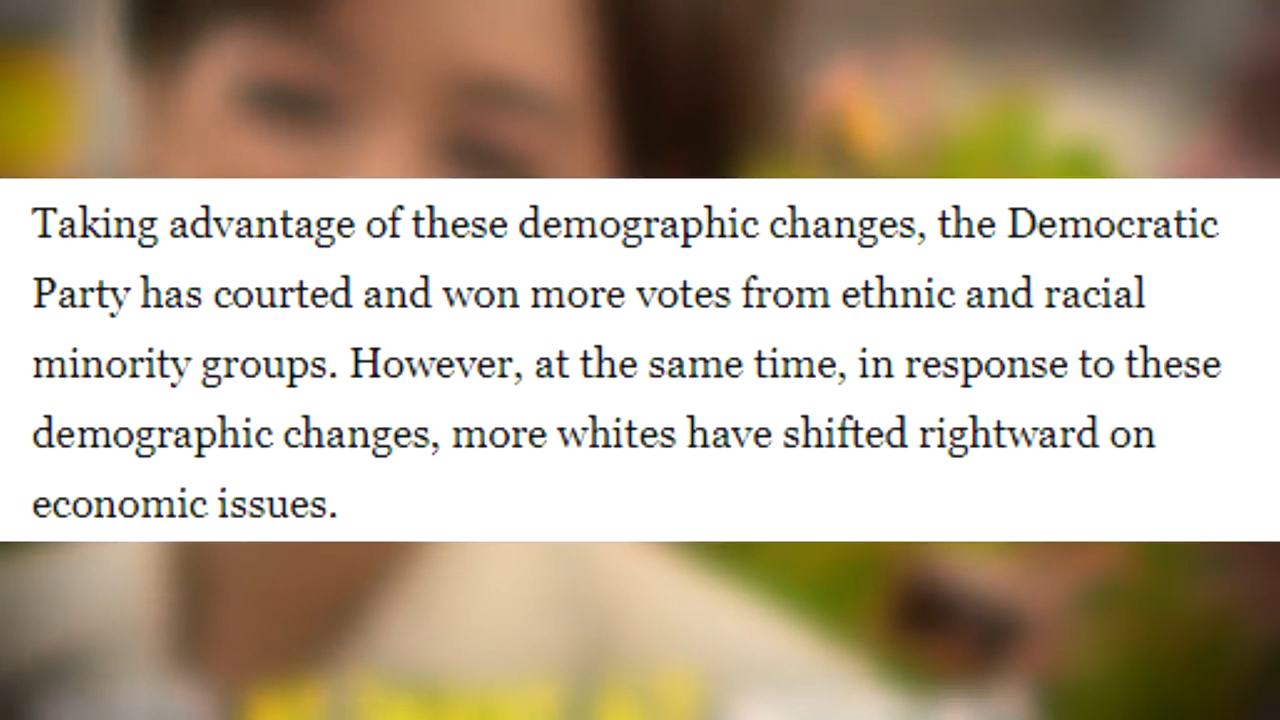 Taking advantage of these demographic changes, the Democratic
Party has courted and won more votes from ethnic and racial
minority groups. However, at the same time, in response to these
demographic changes, more whites have shifted rightward on
economic issues.